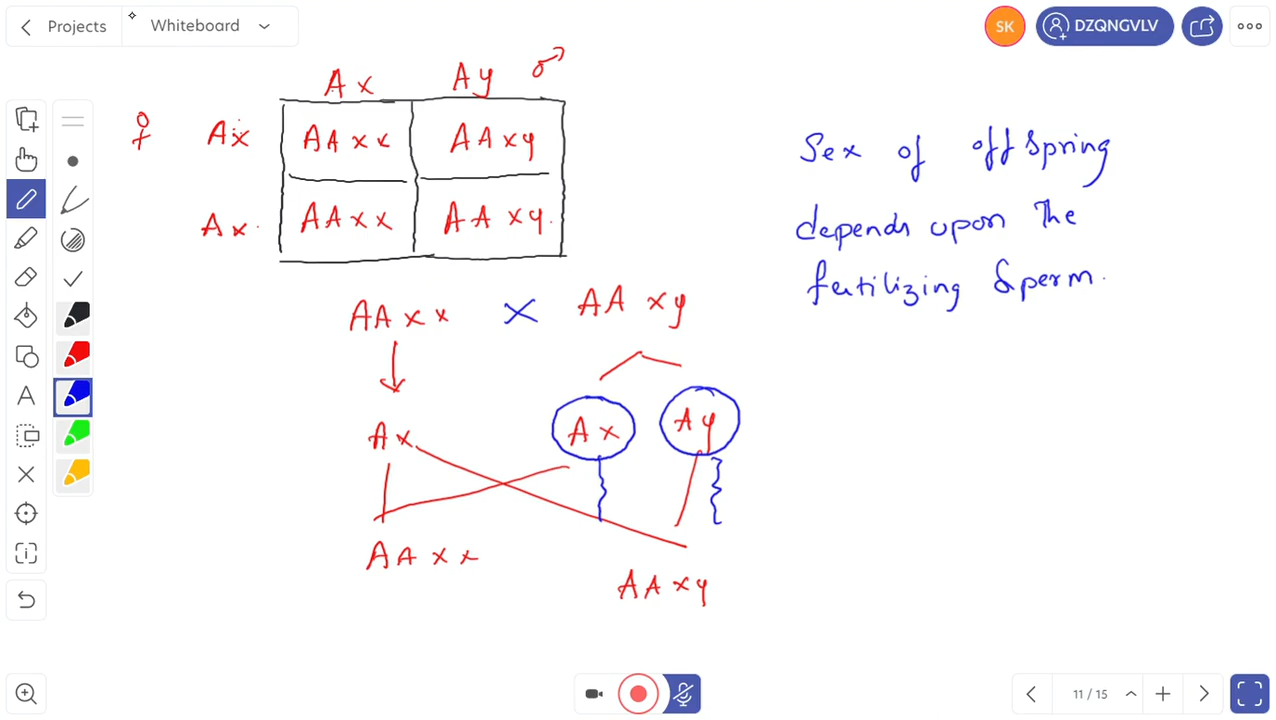 Projects
Whiteboard
SK
DZQNGVLV
Ax Ay ♂
♀ Ax AAxx AAxy
Ax. AAxx AAxy.
AAxx × AAxy
Ax Ax Ay
AAxx AAxy
Sex of offspring
depends upon the
fertilizing sperm.
A
11 / 15